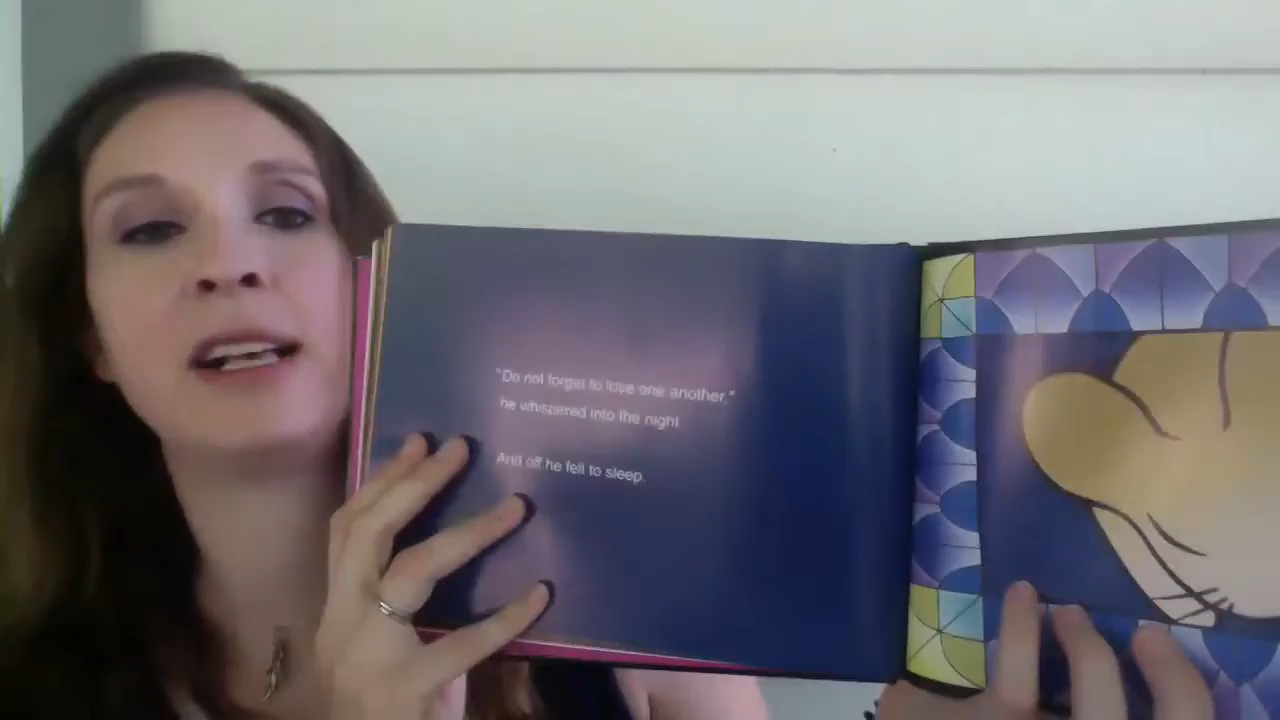 "Do not forget to love one another,"
he whispered into the night
And off he fell to sleep.